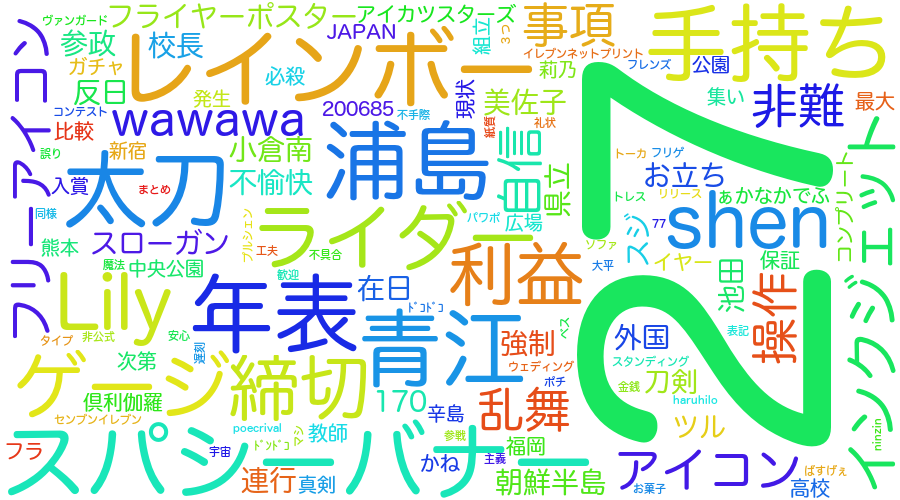 ヴァンガード
フライヤーポスター
アイカツスターズ
参政
校長
JAPAN
組立
3つ
事項
手持ち
ガチャ
レインボー
必殺
イレブンネットプリント
フレンズ
公園
莉乃
反日
発生
200685
不手際
現状
美佐子
集い
非難
最大
コンテスト
wawawa
紙質
礼状
比較
浦島
自信
誤り
新宿
小倉南
トーカ
フリゲ
太刀
お立ち
入賞
まとめ
不愉快
県立
トレス
リリース
ぁかなかでふ
コンプリート
同様
ライダー
パワポ
広場
スジ
77
shen
フリーアイコン
熊本
スローガン
ブルシェン
工夫
不具合
ソファ
イヤー
大平
保証
インクジェット
魔法
中央公園
歓迎
利益
池田
Lily
年表
在日
ドコドコ
27
操作
非公式
安心
青江
ベス
外国
表記
タイプ
遅刻
強制
次第
ゲージ
締切
ウェディング
スタンディング
ポチ
金銭
刀剣
haruhilo
倶利伽羅
170
辛島
乱舞
ツル
センブンイレブン
poecrival
教師
マシ
参戦
福岡
ninzin
フラ
スパシーバナー
宇宙
ドンドコ
かね
主義
アイコン
ぱすげぇ
連行
真剣
朝鮮半島
お菓子
高校